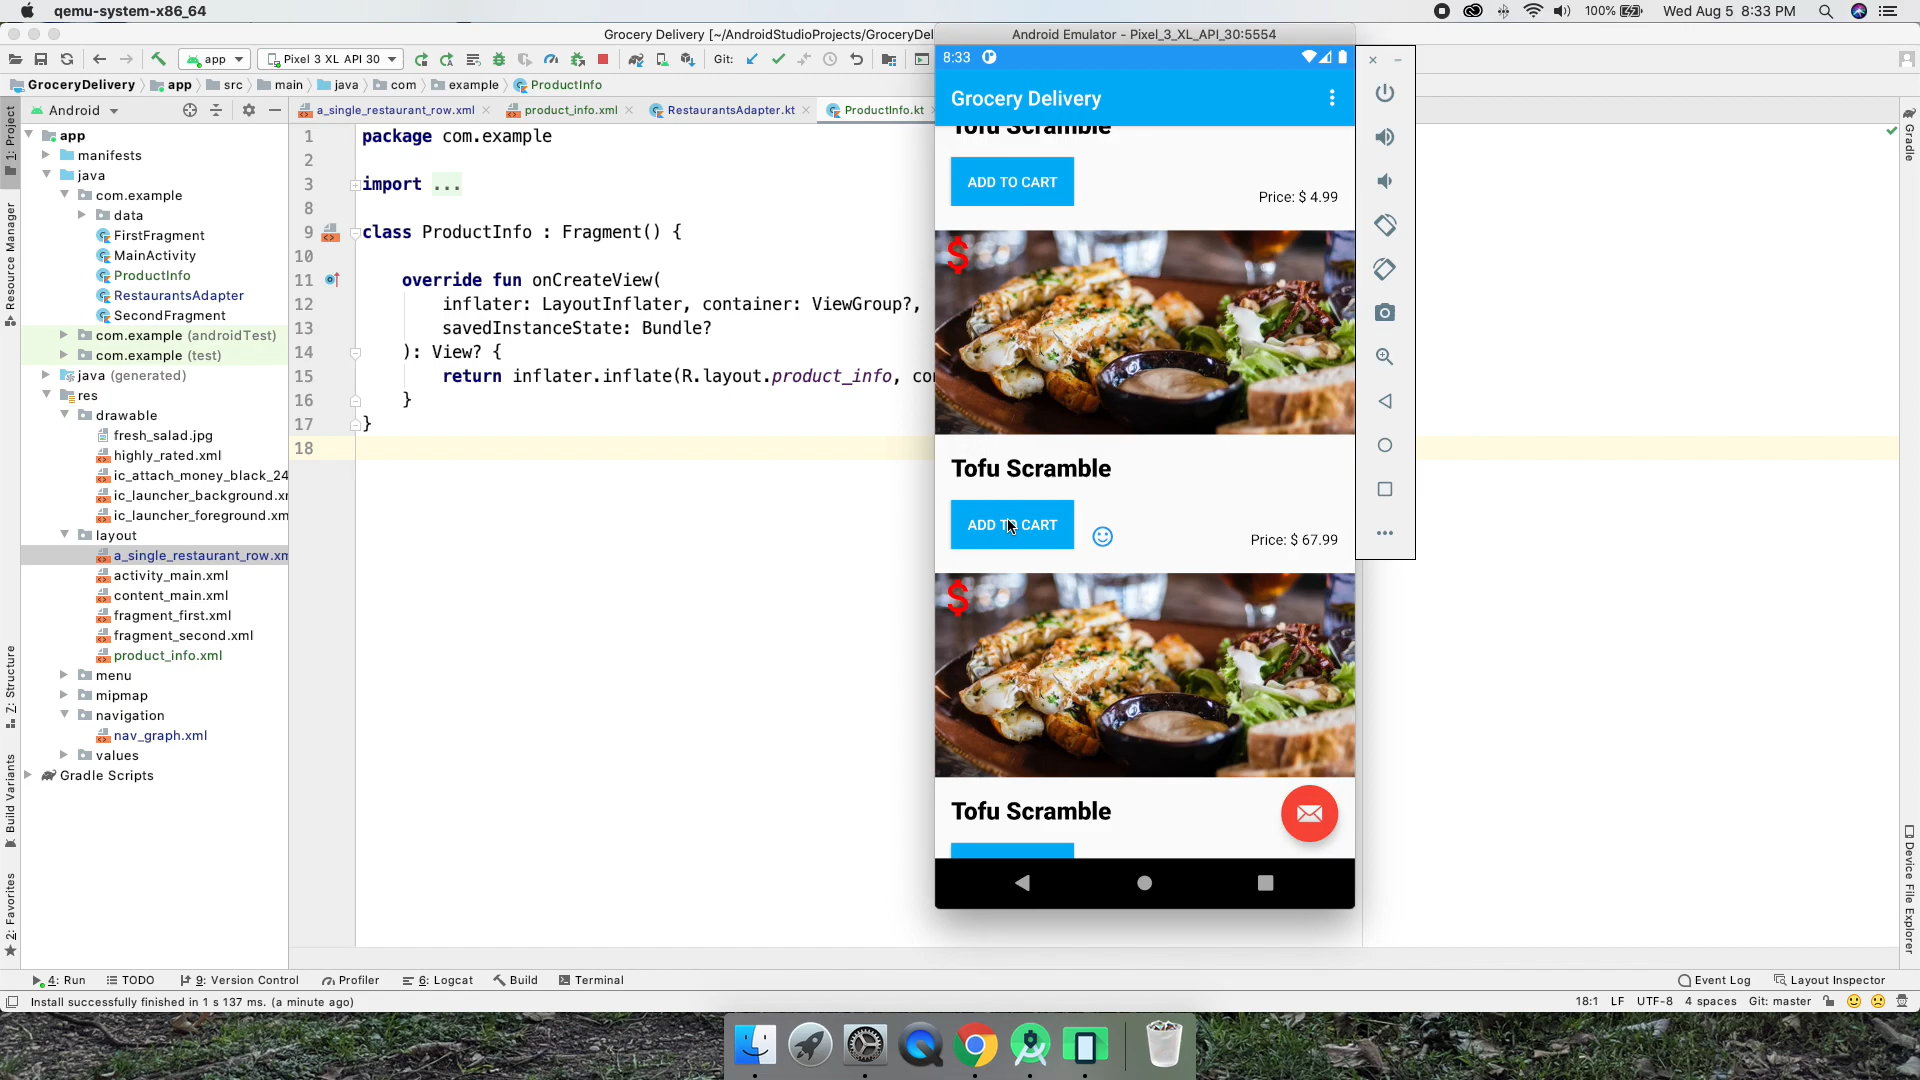 qemu-system-x86_64
100%
Wed Aug 5 8:33 PM
Grocery Delivery [~/AndroidStudioProjects/GroceryDel
Android Emulator - Pixel_3_XL_API_30:5554
app
Pixel 3 XL API 30
Git:
GroceryDelivery
app
src
main
java
com
example
ProductInfo
1: Project
Resource Manager
Z: Structure
Build Variants
2: Favorites
Android
a_single_restaurant_row.xml
product_info.xml
RestaurantsAdapter.kt
ProductInfo.kt
app
manifests
java
com.example
data
FirstFragment
MainActivity
ProductInfo
RestaurantsAdapter
SecondFragment
com.example (androidTest)
com.example (test)
java (generated)
res
drawable
fresh_salad.jpg
highly_rated.xml
ic_attach_money_black_24
ic_launcher_background.xr
ic_launcher_foreground.xm
layout
a_single_restaurant_row.xm
activity_main.xml
content_main.xml
fragment_first.xml
fragment_second.xml
product_info.xml
menu
mipmap
navigation
nav_graph.xml
values
Gradle Scripts
1 package com.example
2
3 import ...
8
9 class ProductInfo : Fragment() {
10
11 override fun onCreateView(
12 inflater: LayoutInflater, container: ViewGroup?,
13 savedInstanceState: Bundle?
14 ): View? {
15 return inflater.inflate(R.layout.product_info, con
16 }
17 }
18
8:33
Grocery Delivery
Tofu Scramble
ADD TO CART
Price: $ 4.99
$
Tofu Scramble
ADD TO CART
Price: $ 67.99
$
Tofu Scramble
Gradle
Device File Explorer
4: Run
TODO
9: Version Control
Profiler
6: Logcat
Build
Terminal
Event Log
Layout Inspector
Install successfully finished in 1 s 137 ms. (a minute ago)
18:1
LF
UTF-8
4 spaces
Git: master